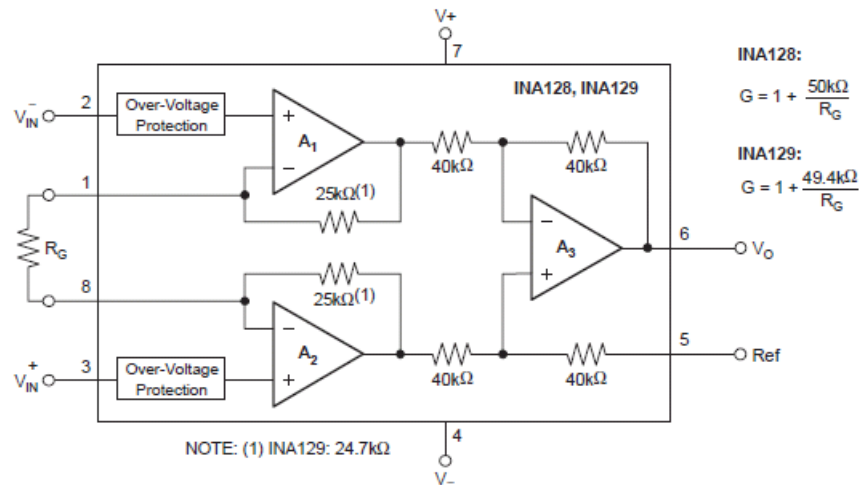 V+
7
INA128, INA129
INA128:
G = 1 + 50kΩ / R_G
INA129:
G = 1 + 49.4kΩ / R_G
V⁻_IN
2
Over-Voltage
Protection
+
A₁
−
40kΩ
40kΩ
1
25kΩ(1)
R_G
−
A₃
+
6
V_O
8
25kΩ(1)
−
A₂
+
V⁺_IN
3
Over-Voltage
Protection
40kΩ
40kΩ
5
Ref
4
NOTE: (1) INA129: 24.7kΩ
V−